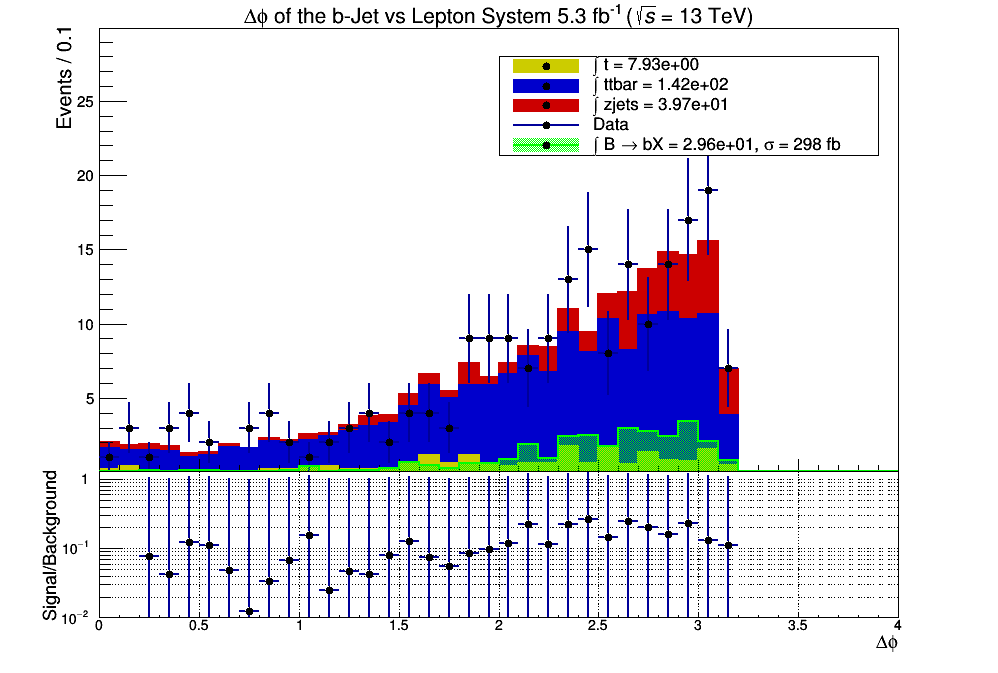 Δϕ of the b-Jet vs Lepton System 5.3 fb-1 (√s = 13 TeV)
Events / 0.1
25
20
15
10
5
∫ t = 7.93e+00
∫ ttbar = 1.42e+02
∫ zjets = 3.97e+01
Data
∫ B → bX = 2.96e+01, σ = 298 fb
Signal/Background
1
10−1
10−2
0 0.5 1 1.5 2 2.5 3 3.5 4
Δϕ